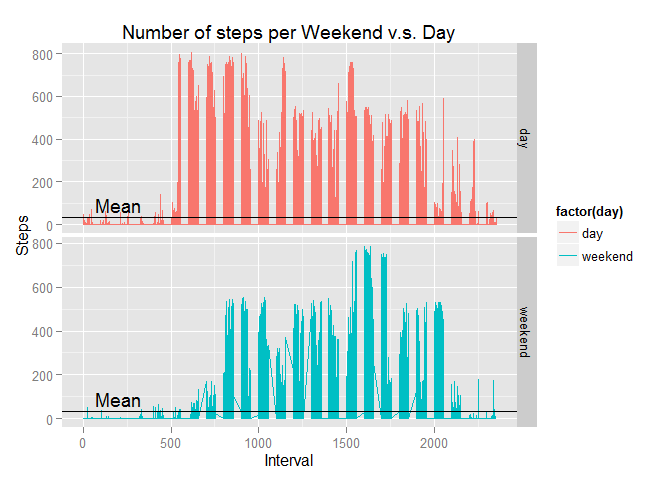 Number of steps per Weekend v.s. Day
Steps
800
600
400
200
0
Mean
day
800
600
400
200
0
Mean
weekend
0
500
1000
1500
2000
Interval
factor(day)
day
weekend